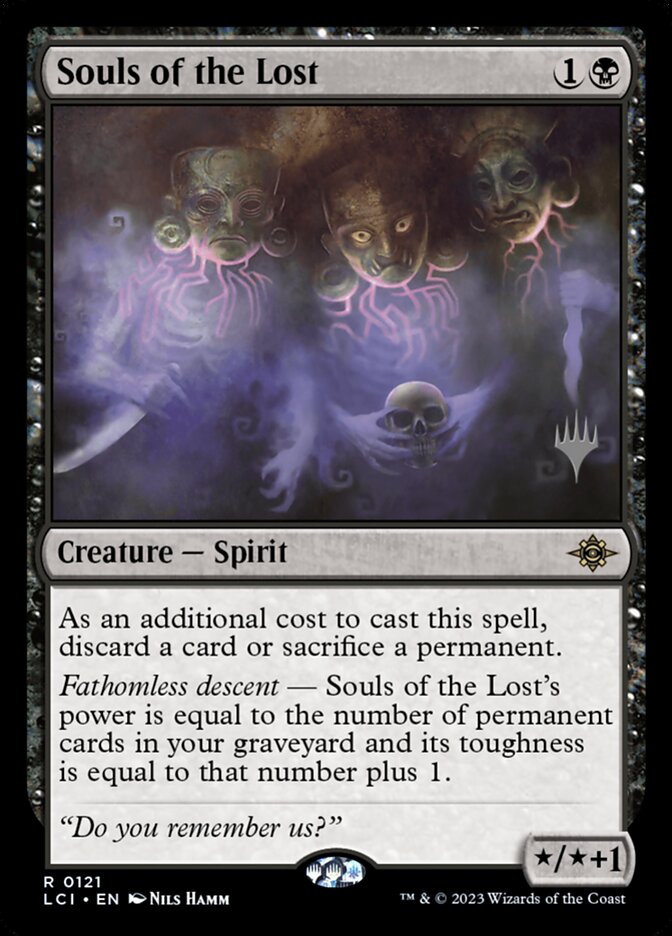 Souls of the Lost 1
Creature — Spirit
As an additional cost to cast this spell,
discard a card or sacrifice a permanent.
Fathomless descent — Souls of the Lost's
power is equal to the number of permanent
cards in your graveyard and its toughness
is equal to that number plus 1.
“Do you remember us?”
★/★+1
R 0121
LCI • EN Nils Hamm
™ & © 2023 Wizards of the Coast